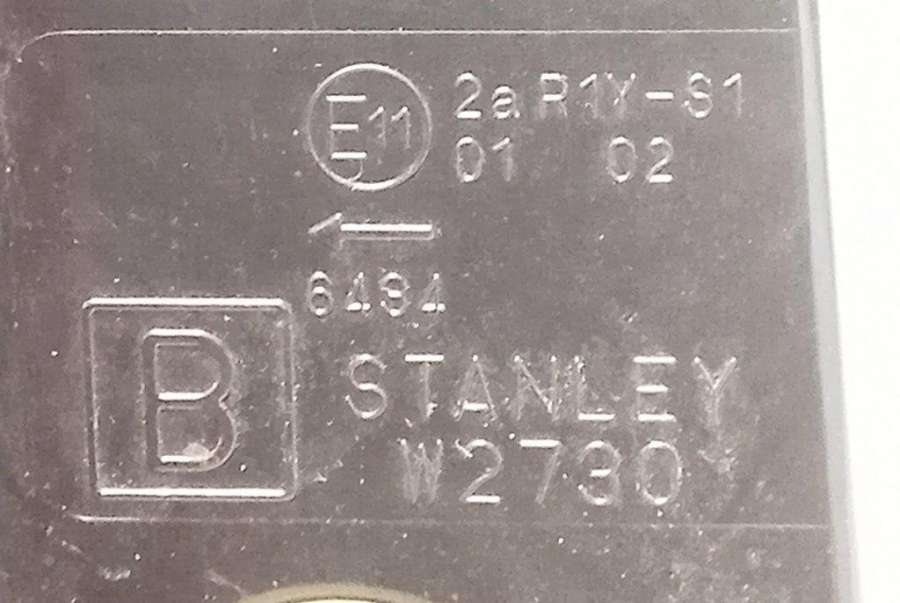 E11 2a R1Y-S1
01 02
←
6494
B
STANLEY
W2730